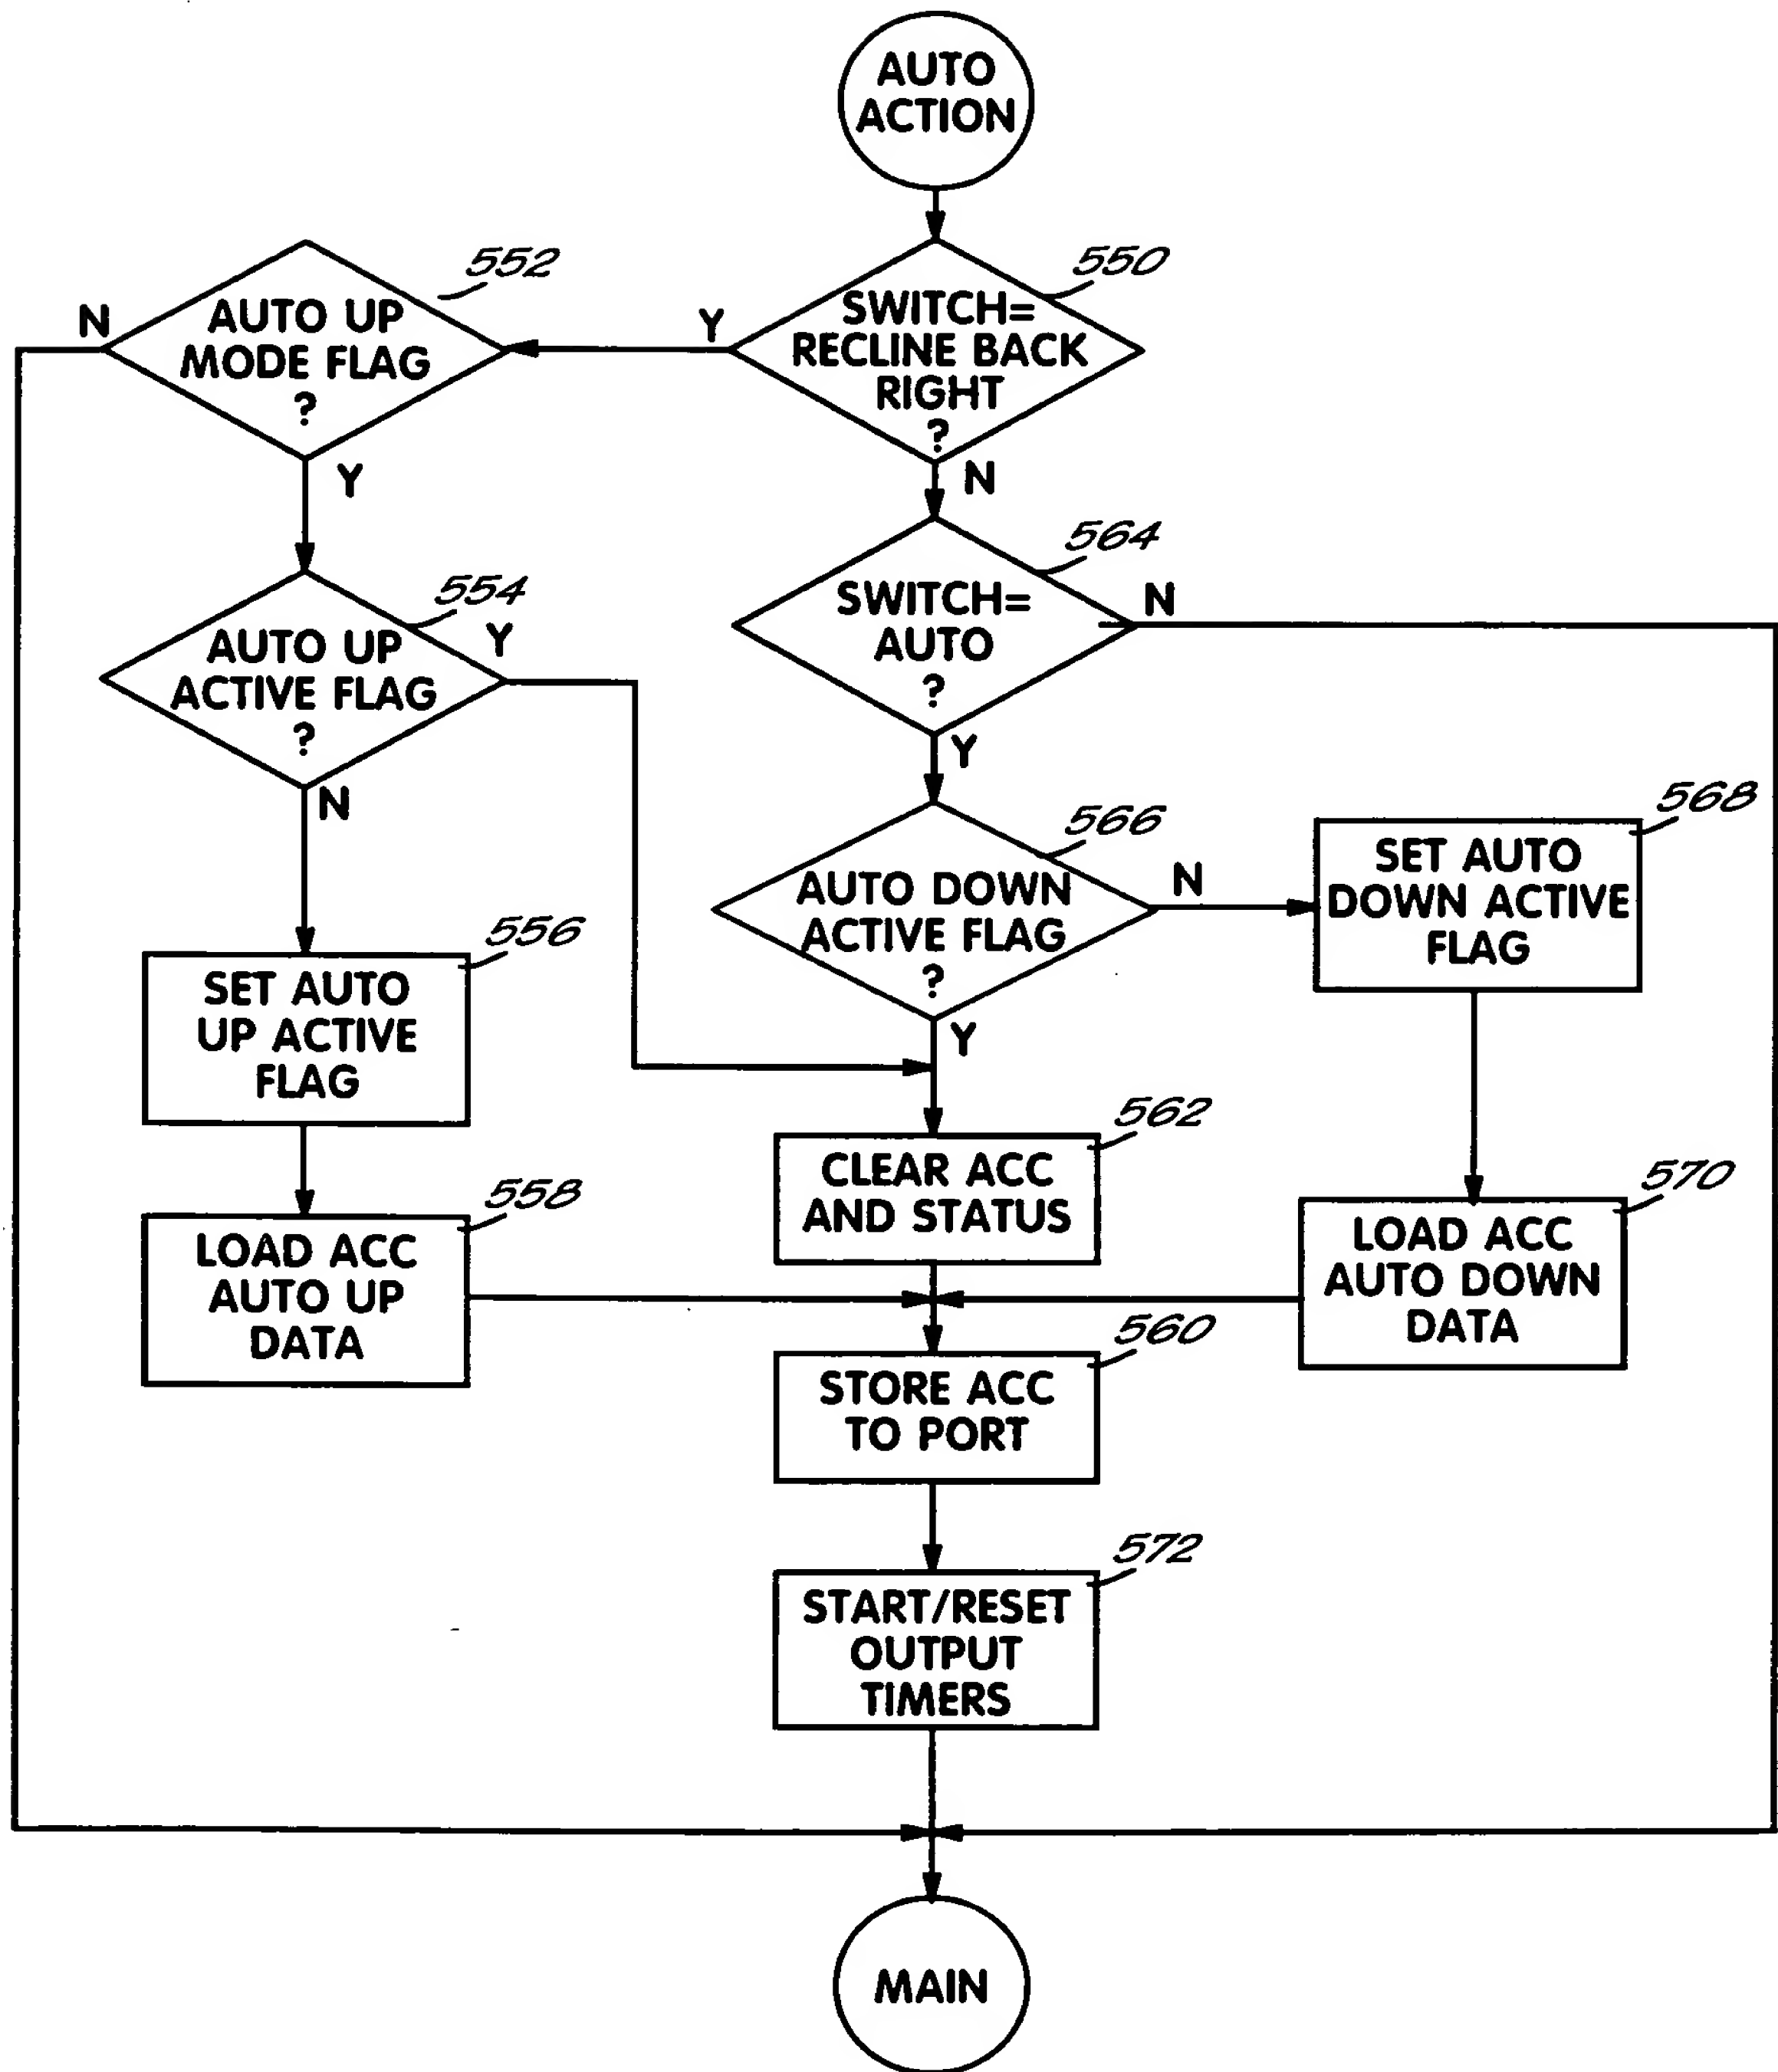 AUTO
ACTION
550
SWITCH=
RECLINE BACK
RIGHT
?
Y
N
552
AUTO UP
MODE FLAG
?
N
Y
554
AUTO UP
ACTIVE FLAG
?
Y
N
564
SWITCH=
AUTO
?
N
Y
566
AUTO DOWN
ACTIVE FLAG
?
N
Y
568
SET AUTO
DOWN ACTIVE
FLAG
556
SET AUTO
UP ACTIVE
FLAG
562
CLEAR ACC
AND STATUS
558
LOAD ACC
AUTO UP
DATA
570
LOAD ACC
AUTO DOWN
DATA
560
STORE ACC
TO PORT
572
START/RESET
OUTPUT
TIMERS
MAIN